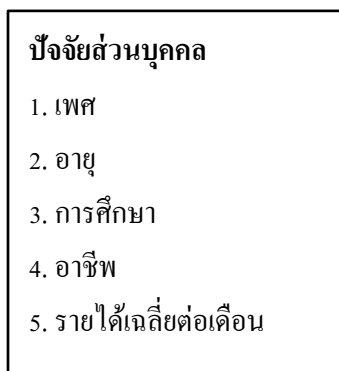 ปัจจัยส่วนบุคคล
1. เพศ
2. อายุ
3. การศึกษา
4. อาชีพ
5. รายได้เฉลี่ยต่อเดือน